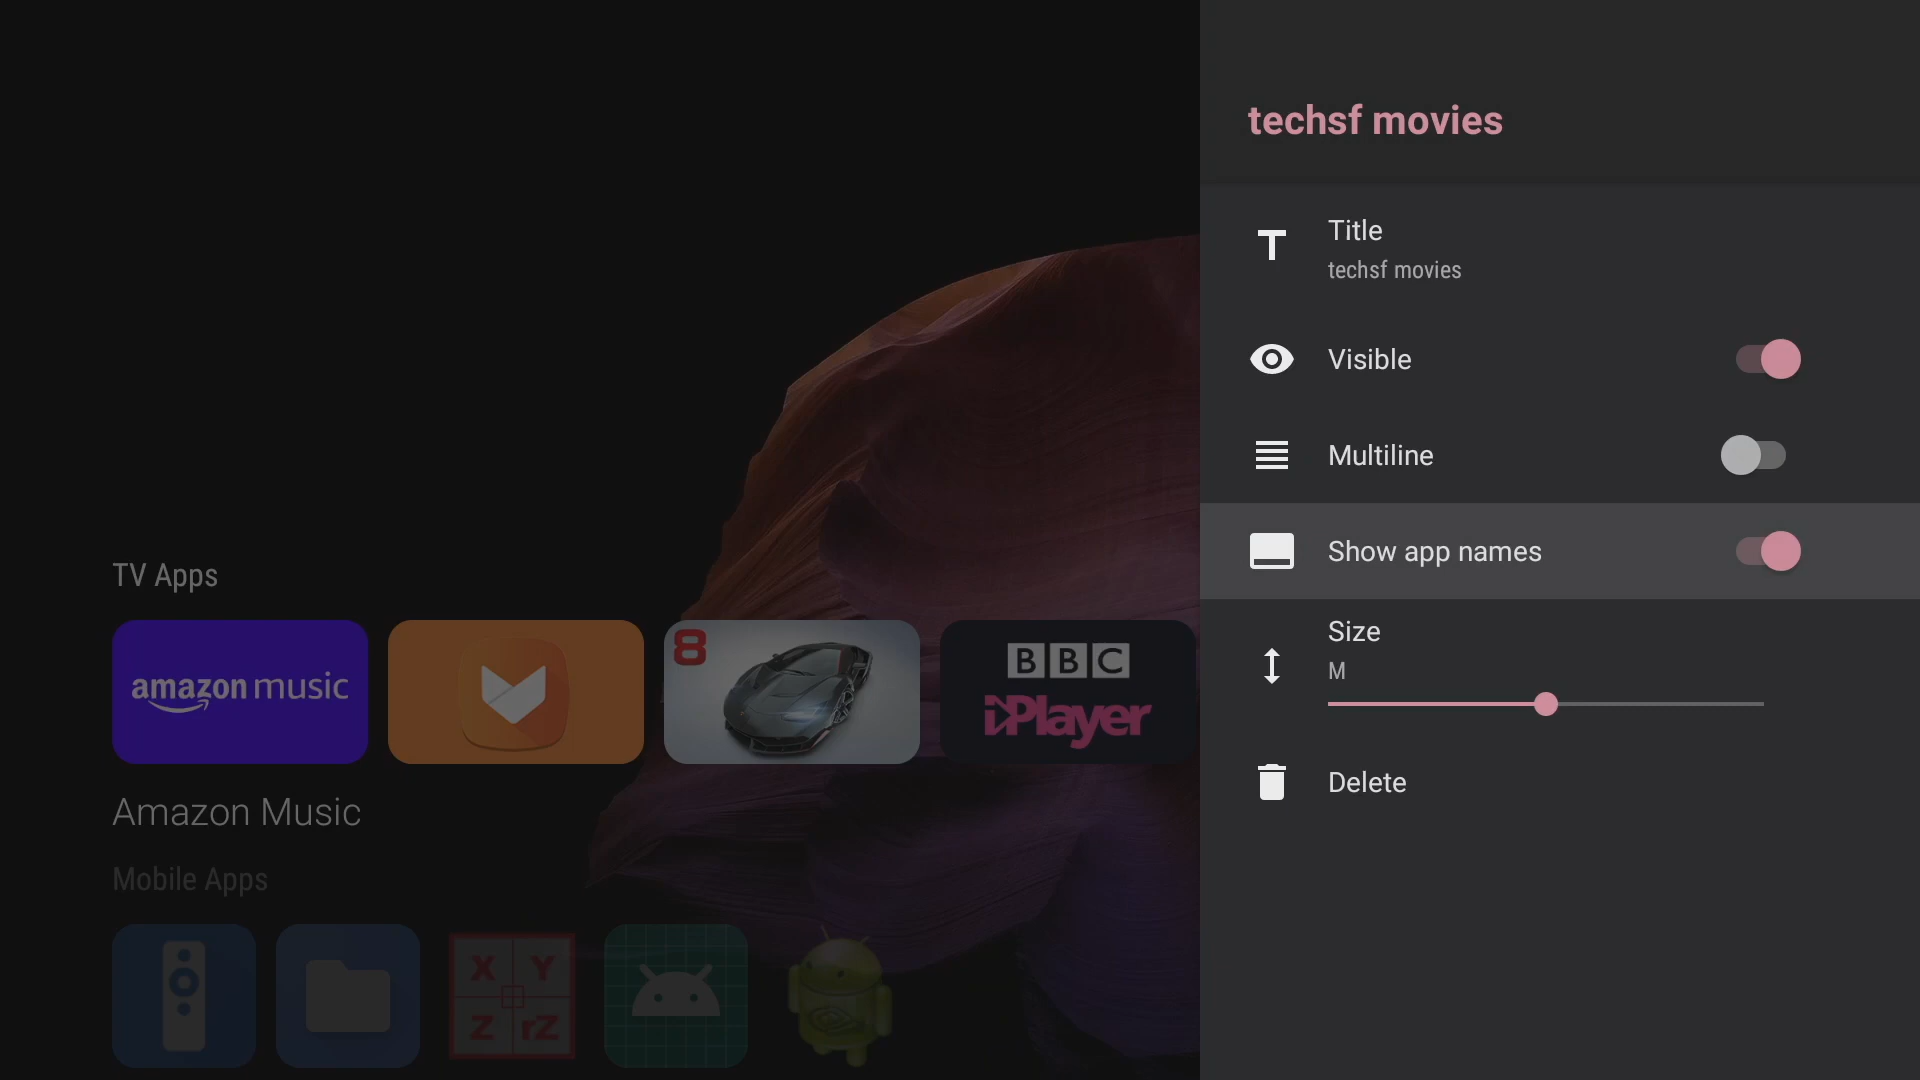 techsf movies
Title
techsf movies
Visible
Multiline
Show app names
Size
M
Delete
TV Apps
amazon music
8
BBC
iPlayer
Amazon Music
Mobile Apps
X Y
Z rZ